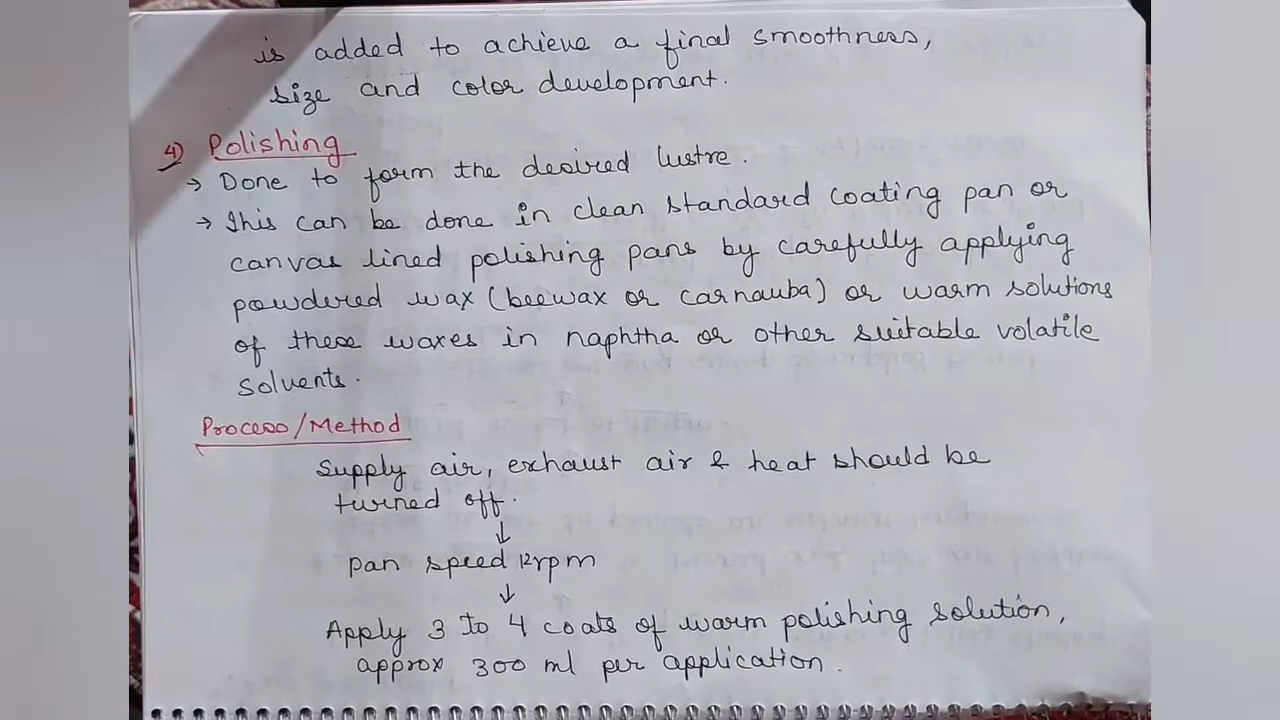 is added to achieve a final smoothness,
size and color development.
4) Polishing
→ Done to form the desired lustre.
→ This can be done in clean standard coating pan or
canvas lined polishing pans by carefully applying
powdered wax (beewax or carnauba) or warm solutions
of these waxes in naphtha or other suitable volatile
solvents.
Process/Method
Supply air, exhaust air & heat should be
turned off.
↓
pan speed 12rpm
↓
Apply 3 to 4 coats of warm polishing solution,
approx 300 ml per application.